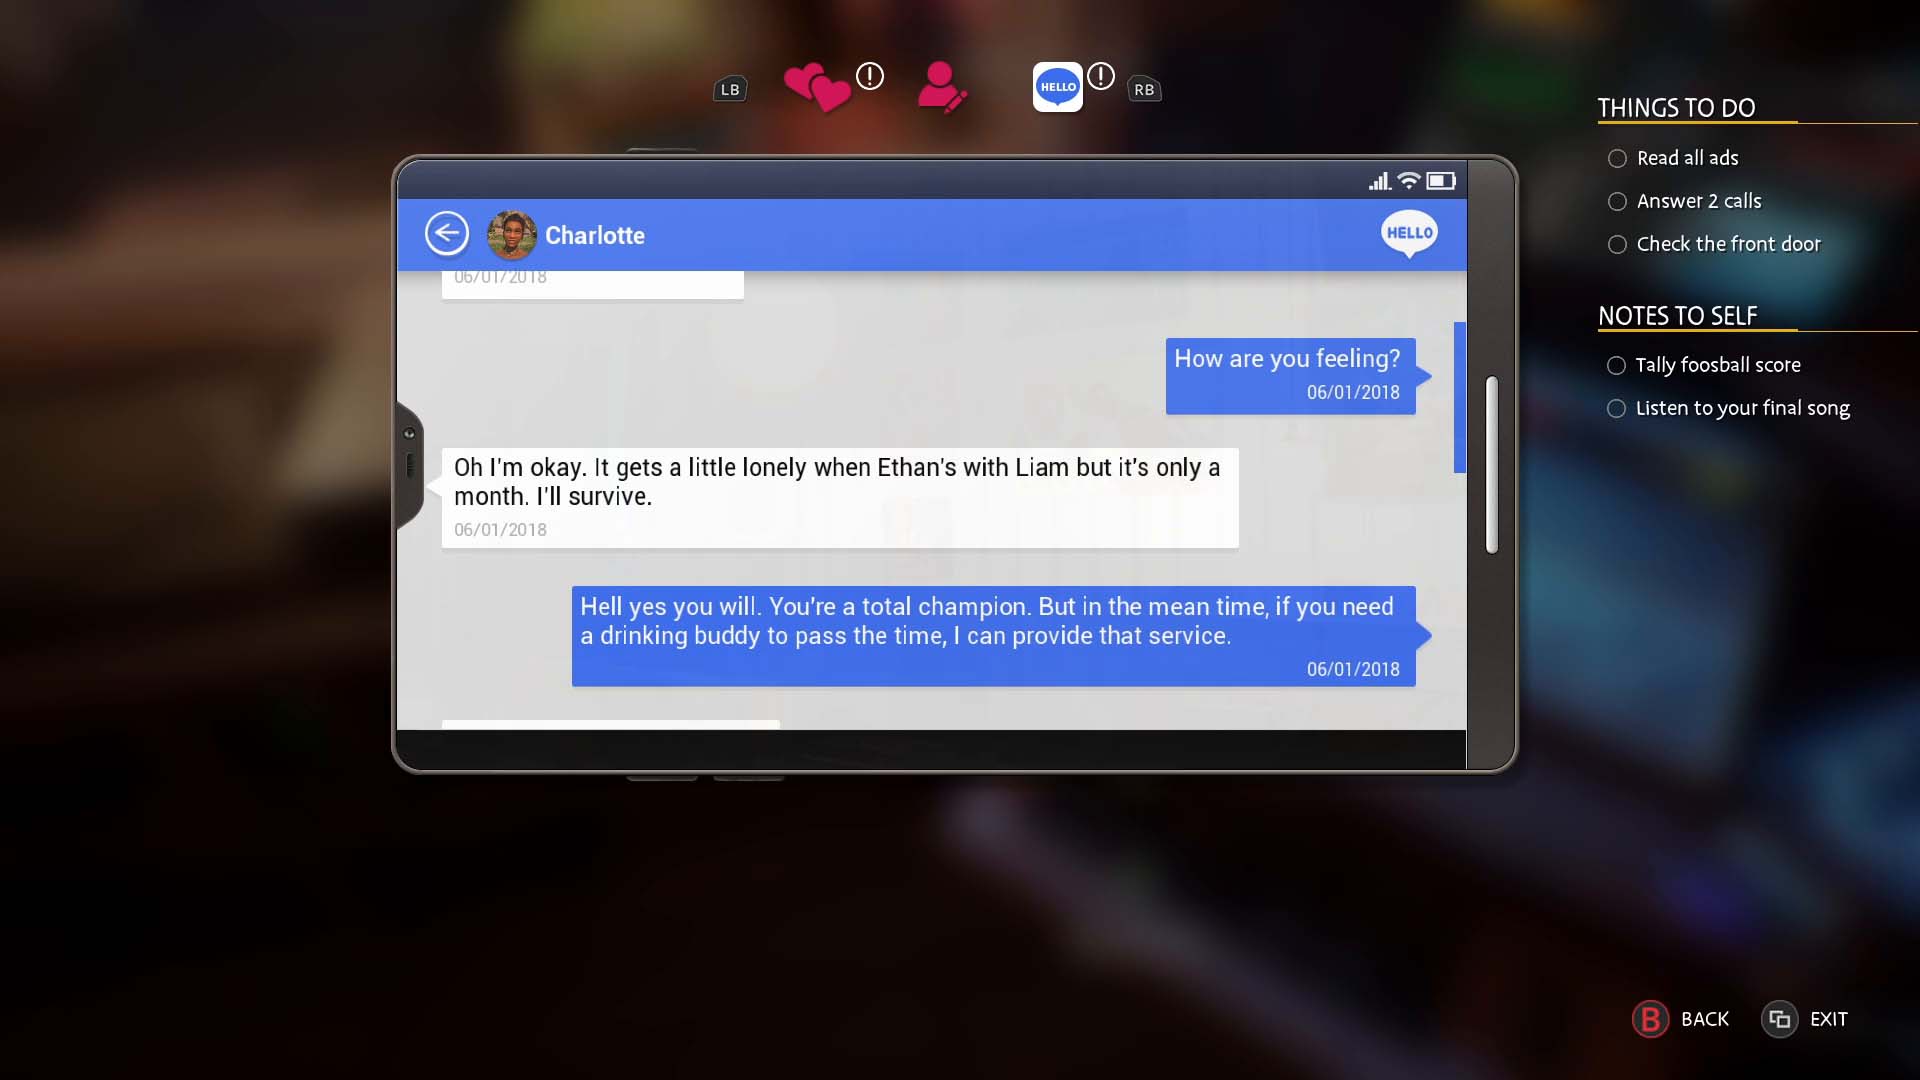 LB
!
HELLO
!
RB
Charlotte
HELLO
06/01/2018
How are you feeling?
06/01/2018
Oh I'm okay. It gets a little lonely when Ethan's with Liam but it's only a
month. I'll survive.
06/01/2018
Hell yes you will. You're a total champion. But in the mean time, if you need
a drinking buddy to pass the time, I can provide that service.
06/01/2018
THINGS TO DO
Read all ads
Answer 2 calls
Check the front door
NOTES TO SELF
Tally foosball score
Listen to your final song
B BACK
EXIT